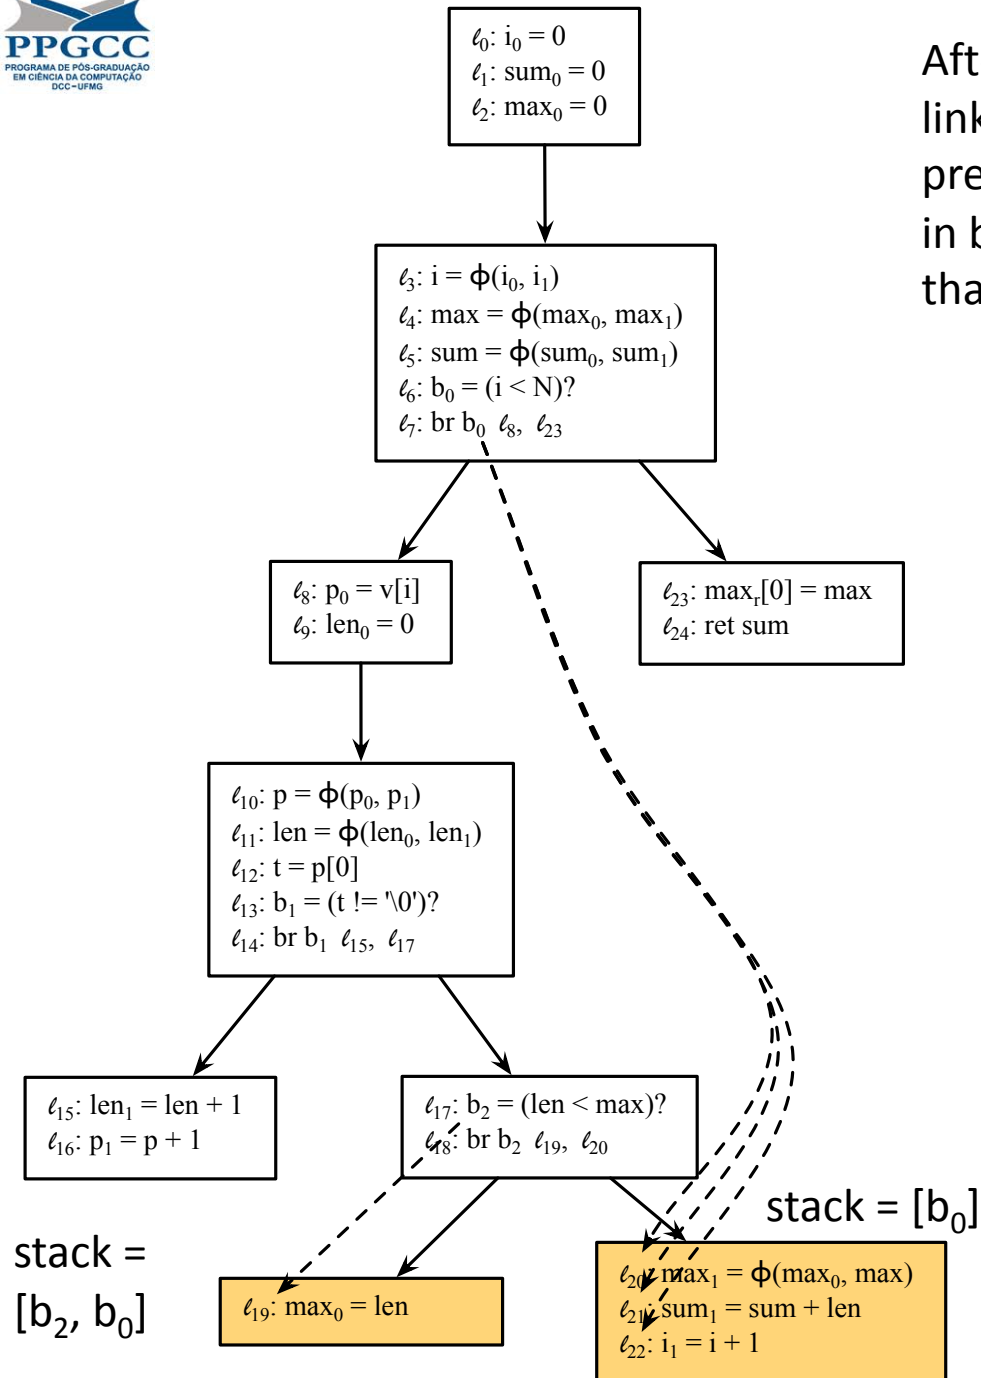 PPGCC
PROGRAMA DE PÓS-GRADUAÇÃO
EM CIÊNCIA DA COMPUTAÇÃO
DCC-UFMG
ℓ₀: i₀ = 0
ℓ₁: sum₀ = 0
ℓ₂: max₀ = 0
Aft
link
pre
in b
tha
ℓ₃: i = ϕ(i₀, i₁)
ℓ₄: max = ϕ(max₀, max₁)
ℓ₅: sum = ϕ(sum₀, sum₁)
ℓ₆: b₀ = (i < N)?
ℓ₇: br b₀ ℓ₈, ℓ₂₃
ℓ₈: p₀ = v[i]
ℓ₉: len₀ = 0
ℓ₂₃: maxᵣ[0] = max
ℓ₂₄: ret sum
ℓ₁₀: p = ϕ(p₀, p₁)
ℓ₁₁: len = ϕ(len₀, len₁)
ℓ₁₂: t = p[0]
ℓ₁₃: b₁ = (t != '\0')?
ℓ₁₄: br b₁ ℓ₁₅, ℓ₁₇
ℓ₁₅: len₁ = len + 1
ℓ₁₆: p₁ = p + 1
ℓ₁₇: b₂ = (len < max)?
ℓ₁₈: br b₂ ℓ₁₉, ℓ₂₀
stack =
[b₂, b₀]
ℓ₁₉: max₀ = len
stack = [b₀]
ℓ₂₀: max₁ = ϕ(max₀, max)
ℓ₂₁: sum₁ = sum + len
ℓ₂₂: i₁ = i + 1